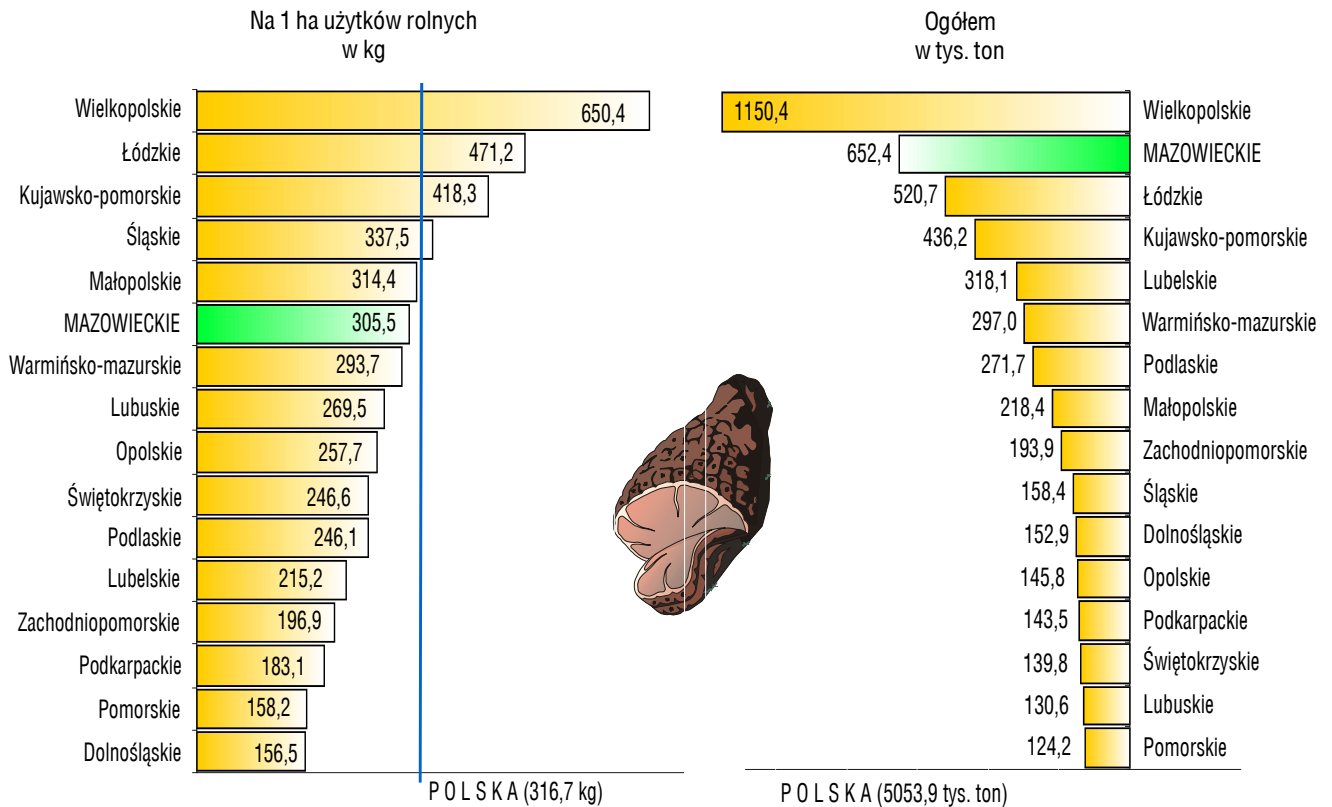 Na 1 ha użytków rolnych
w kg
Wielkopolskie 650,4
Łódzkie 471,2
Kujawsko-pomorskie 418,3
Śląskie 337,5
Małopolskie 314,4
MAZOWIECKIE 305,5
Warmińsko-mazurskie 293,7
Lubuskie 269,5
Opolskie 257,7
Świętokrzyskie 246,6
Podlaskie 246,1
Lubelskie 215,2
Zachodniopomorskie 196,9
Podkarpackie 183,1
Pomorskie 158,2
Dolnośląskie 156,5
P O L S K A (316,7 kg)
Ogółem
w tys. ton
1150,4 Wielkopolskie
652,4 MAZOWIECKIE
520,7 Łódzkie
436,2 Kujawsko-pomorskie
318,1 Lubelskie
297,0 Warmińsko-mazurskie
271,7 Podlaskie
218,4 Małopolskie
193,9 Zachodniopomorskie
158,4 Śląskie
152,9 Dolnośląskie
145,8 Opolskie
143,5 Podkarpackie
139,8 Świętokrzyskie
130,6 Lubuskie
124,2 Pomorskie
P O L S K A (5053,9 tys. ton)